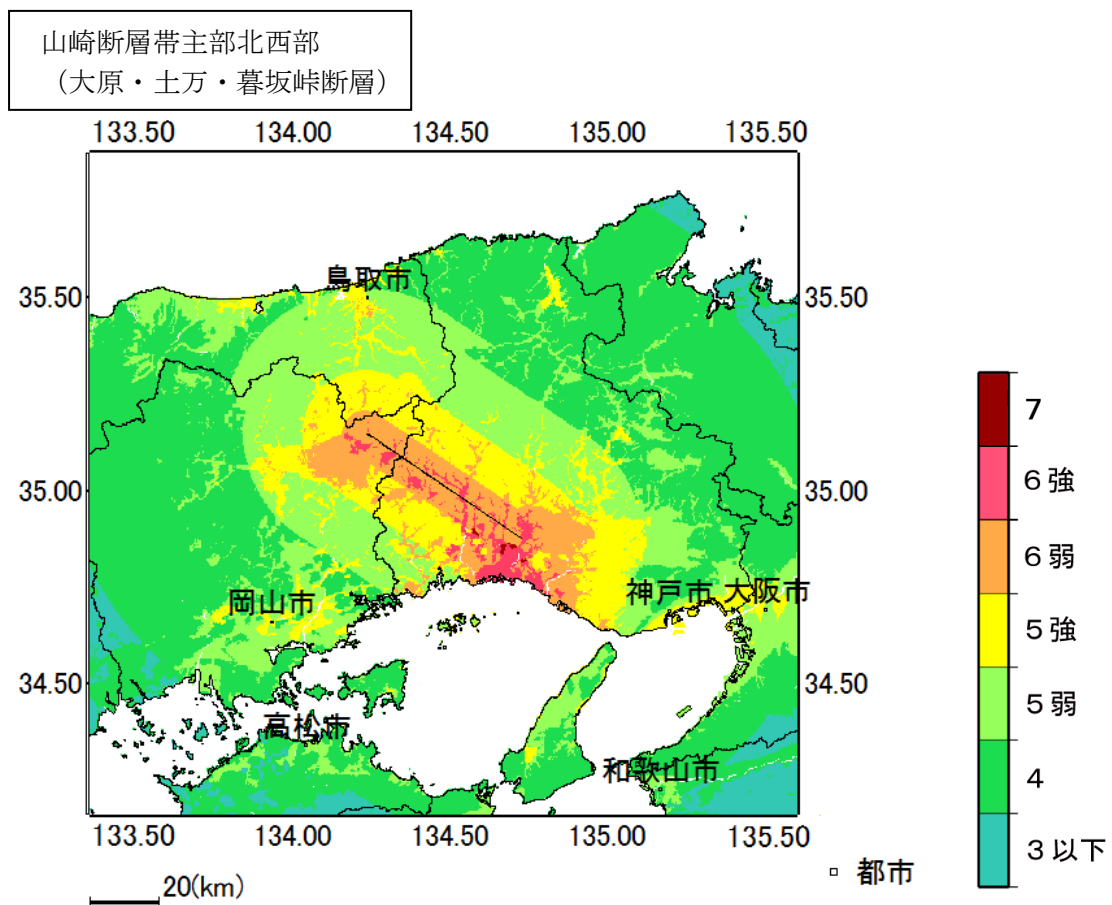 山崎断層帯主部北西部
（大原・土万・暮坂峠断層）
133.50 134.00 134.50 135.00 135.50
鳥取市
35.50 35.50
7
6強
35.00 35.00
6弱
神戸市 大阪市
岡山市
5強
34.50 34.50
5弱
高松市
和歌山市
4
133.50 134.00 134.50 135.00 135.50
3以下
都市
20(km)